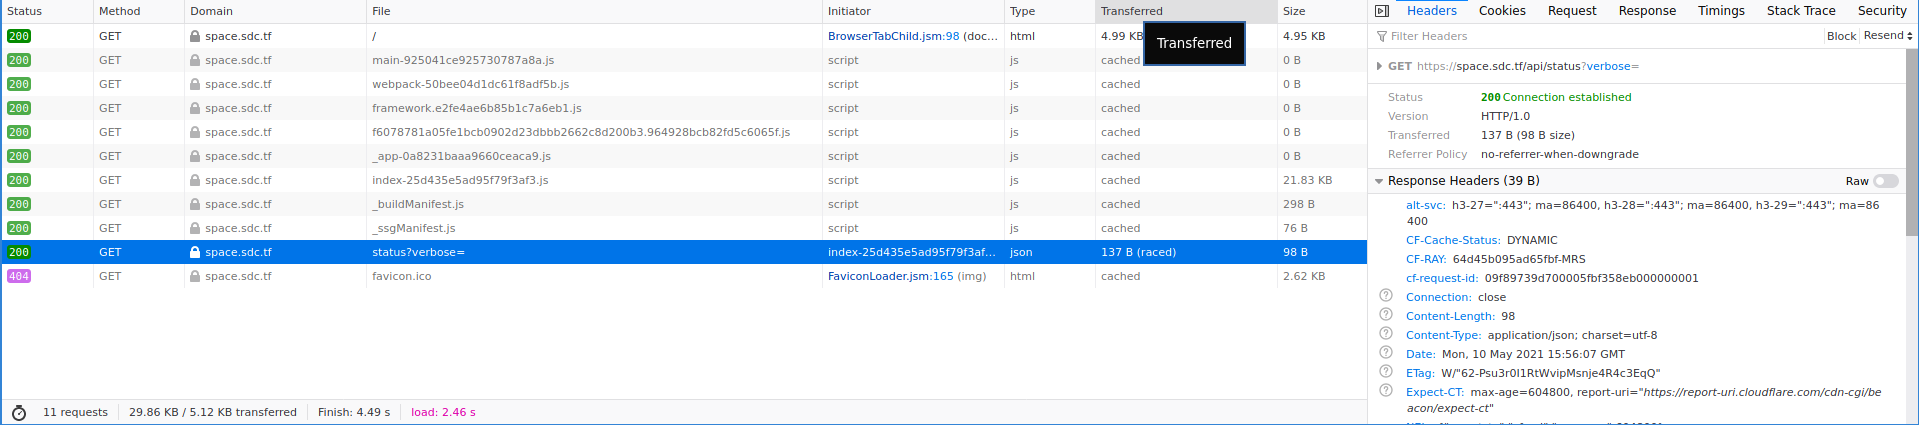 Status Method Domain File Initiator Type Transferred Size
200 GET space.sdc.tf / BrowserTabChild.jsm:98 (doc... html 4.99 KB 4.95 KB
Transferred
200 GET space.sdc.tf main-925041ce925730787a8a.js script js cached 0 B
200 GET space.sdc.tf webpack-50bee04d1dc61f8adf5b.js script js cached 0 B
200 GET space.sdc.tf framework.e2fe4ae6b85b1c7a6eb1.js script js cached 0 B
200 GET space.sdc.tf f6078781a05fe1bcb0902d23dbbb2662c8d200b3.964928bcb82fd5c6065f.js script js cached 0 B
200 GET space.sdc.tf _app-0a8231baaa9660ceaca9.js script js cached 0 B
200 GET space.sdc.tf index-25d435e5ad95f79f3af3.js script js cached 21.83 KB
200 GET space.sdc.tf _buildManifest.js script js cached 298 B
200 GET space.sdc.tf _ssgManifest.js script js cached 76 B
200 GET space.sdc.tf status?verbose= index-25d435e5ad95f79f3af... json 137 B (raced) 98 B
404 GET space.sdc.tf favicon.ico FaviconLoader.jsm:165 (img) html cached 2.62 KB
11 requests 29.86 KB / 5.12 KB transferred Finish: 4.49 s load: 2.46 s
Headers Cookies Request Response Timings Stack Trace Security
Filter Headers Block Resend
GET https://space.sdc.tf/api/status?verbose=
Status 200 Connection established
Version HTTP/1.0
Transferred 137 B (98 B size)
Referrer Policy no-referrer-when-downgrade
Response Headers (39 B) Raw
alt-svc: h3-27=":443"; ma=86400, h3-28=":443"; ma=86400, h3-29=":443"; ma=86
400
CF-Cache-Status: DYNAMIC
CF-RAY: 64d45b095ad65fbf-MRS
cf-request-id: 09f89739d700005fbf358eb000000001
Connection: close
Content-Length: 98
Content-Type: application/json; charset=utf-8
Date: Mon, 10 May 2021 15:56:07 GMT
ETag: W/"62-Psu3r0I1RtWvipMsnje4R4c3EqQ"
Expect-CT: max-age=604800, report-uri="https://report-uri.cloudflare.com/cdn-cgi/be
acon/expect-ct"